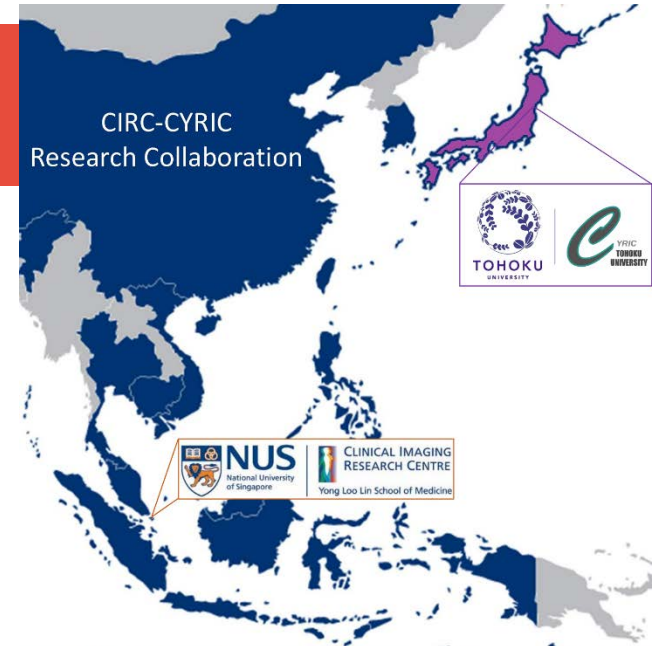 CIRC-CYRIC
Research Collaboration
TOHOKU
UNIVERSITY
C
YRIC
TOHOKU
UNIVERSITY
NUS
National University
of Singapore
CLINICAL IMAGING
RESEARCH CENTRE
Yong Loo Lin School of Medicine